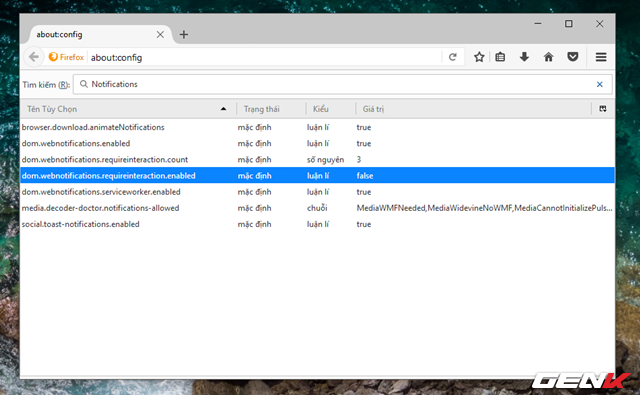 about:config
Firefox about:config
Tìm kiếm (R): Notifications
Tên Tùy Chọn Trạng thái Kiểu Giá trị
browser.download.animateNotifications mặc định luận lí true
dom.webnotifications.enabled mặc định luận lí true
dom.webnotifications.requireinteraction.count mặc định số nguyên 3
dom.webnotifications.requireinteraction.enabled mặc định luận lí false
dom.webnotifications.serviceworker.enabled mặc định luận lí true
media.decoder-doctor.notifications-allowed mặc định chuỗi MediaWMFNeeded,MediaWidevineNoWMF,MediaCannotInitializePuls...
social.toast-notifications.enabled mặc định luận lí true
GENK